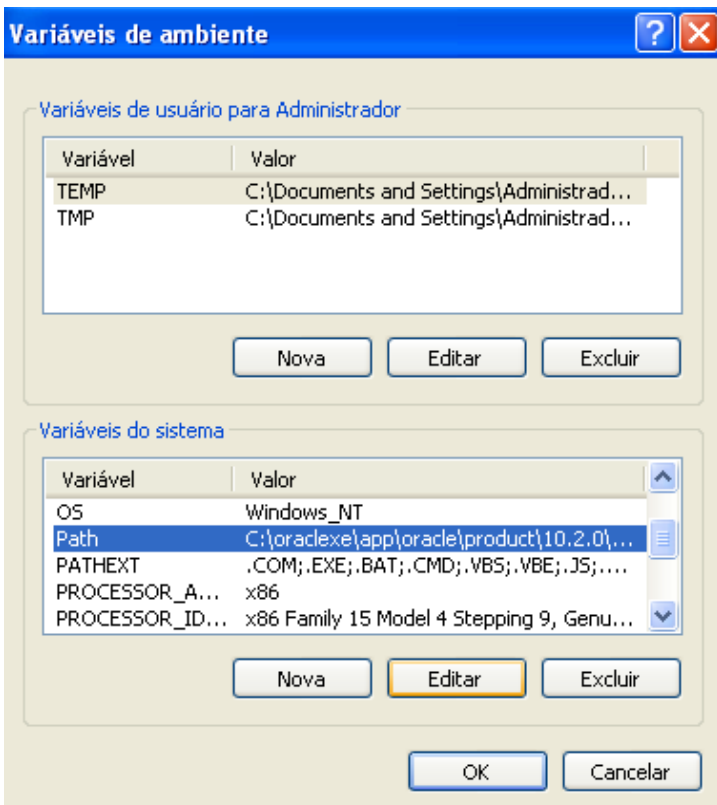 Variáveis de ambiente
Variáveis de usuário para Administrador
Variável Valor
TEMP C:\Documents and Settings\Administrad...
TMP C:\Documents and Settings\Administrad...
Nova Editar Excluir
Variáveis do sistema
Variável Valor
OS Windows_NT
Path C:\oraclexe\app\oracle\product\10.2.0\...
PATHEXT .COM;.EXE;.BAT;.CMD;.VBS;.VBE;.JS;....
PROCESSOR_A... x86
PROCESSOR_ID... x86 Family 15 Model 4 Stepping 9, Genu...
Nova Editar Excluir
OK Cancelar